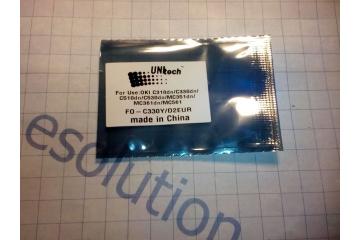 UNItech
For Use:OKI C310dn/C330dn/
C510dn/C530dn/MC351dn/
MC361dn/MC561
FO-C330Y/D2EUR
made in China
esolution